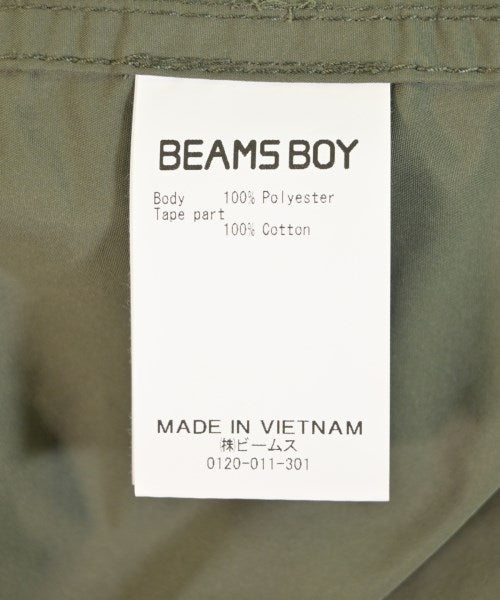 BEAMS BOY
Body 100% Polyester
Tape part
100% Cotton
MADE IN VIETNAM
㈱ビームス
0120-011-301